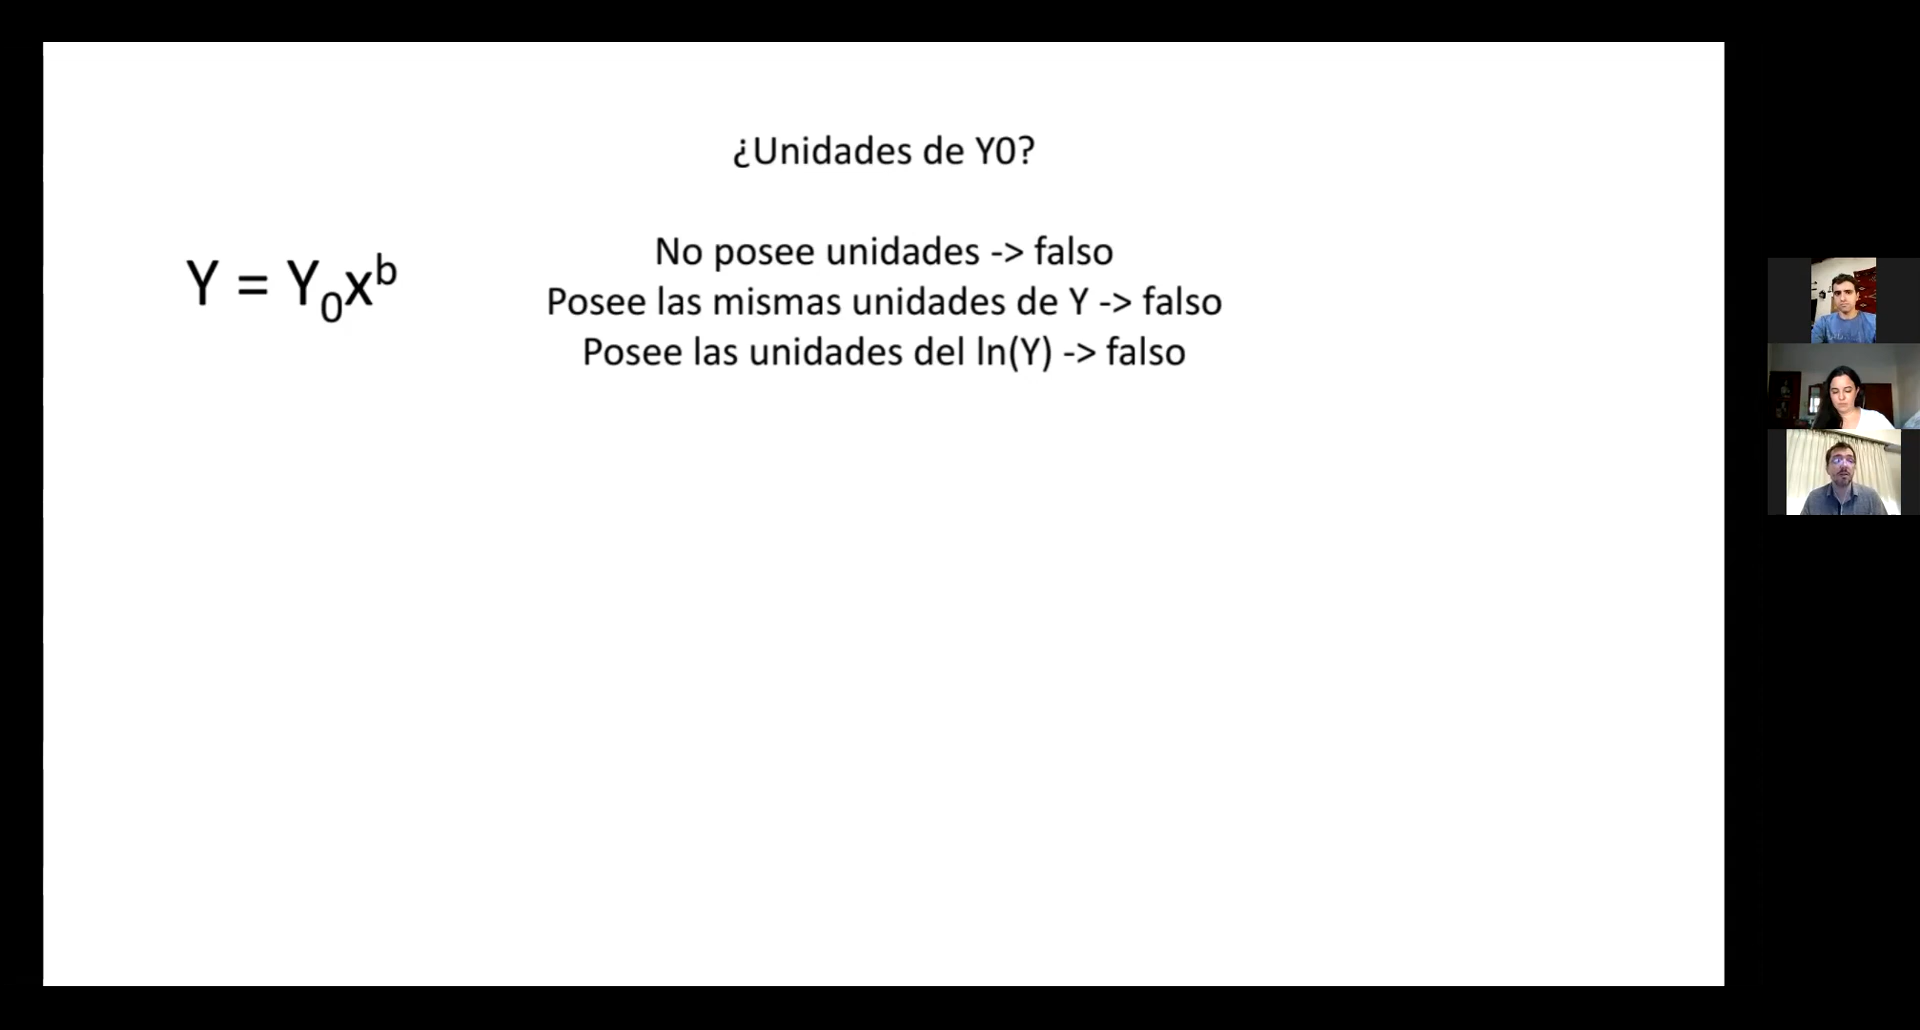 ¿Unidades de Y0?
No posee unidades -> falso
Y = Y₀xᵇ
Posee las mismas unidades de Y -> falso
Posee las unidades del ln(Y) -> falso